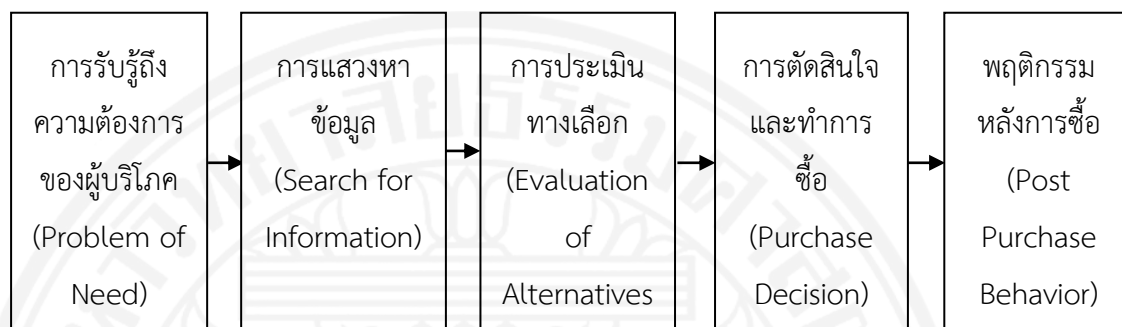 การรับรู้ถึง
ความต้องการ
ของผู้บริโภค
(Problem of
Need)
การแสวงหา
ข้อมูล
(Search for
Information)
การประเมิน
ทางเลือก
(Evaluation
of
Alternatives
การตัดสินใจ
และทำการ
ซื้อ
(Purchase
Decision)
พฤติกรรม
หลังการซื้อ
(Post
Purchase
Behavior)